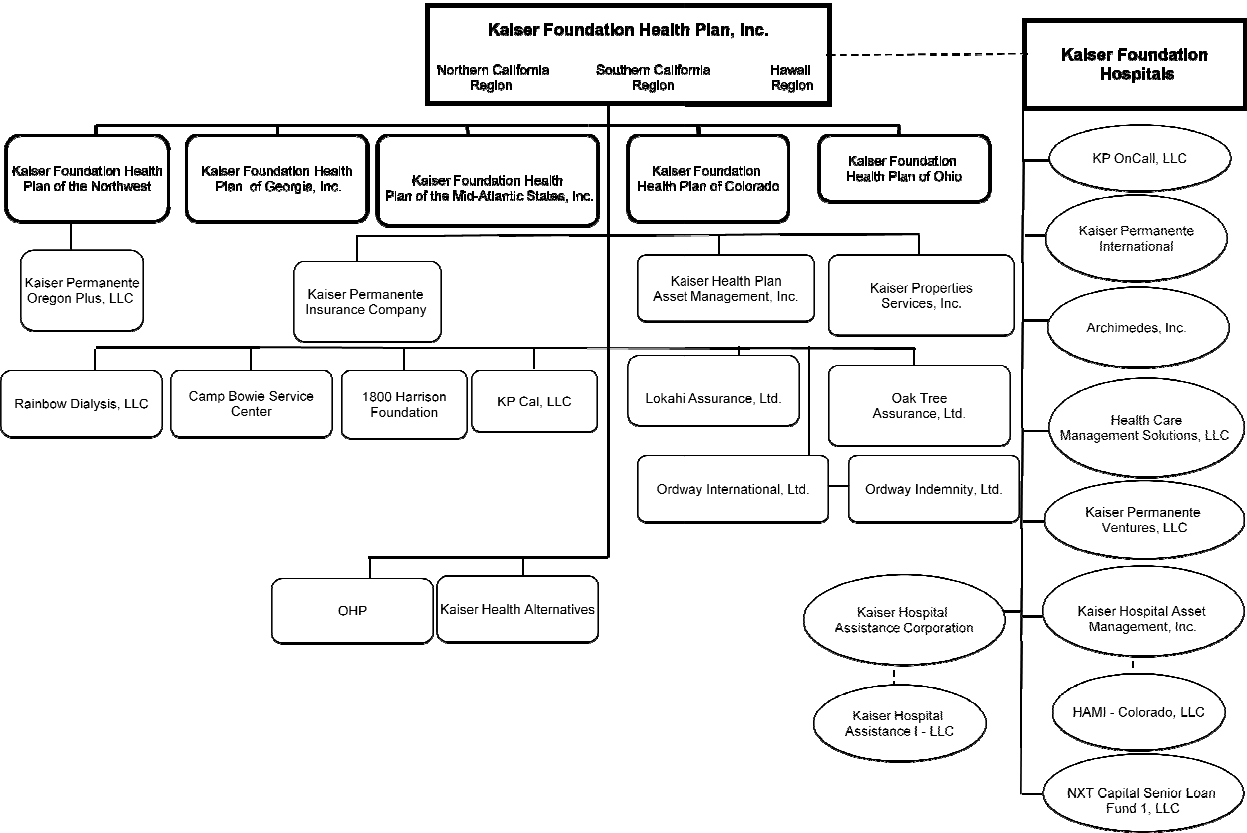 Kaiser Foundation Health Plan, Inc.
Northern California
Region
Southern California
Region
Hawaii
Region
Kaiser Foundation
Hospitals
Kaiser Foundation Health
Plan of the Northwest
Kaiser Foundation Health
Plan of Georgia, Inc.
Kaiser Foundation Health
Plan of the Mid-Atlantic States, Inc.
Kaiser Foundation
Health Plan of Colorado
Kaiser Foundation
Health Plan of Ohio
KP OnCall, LLC
Kaiser Permanente
International
Kaiser Permanente
Oregon Plus, LLC
Kaiser Permanente
Insurance Company
Kaiser Health Plan
Asset Management, Inc.
Kaiser Properties
Services, Inc.
Archimedes, Inc.
Rainbow Dialysis, LLC
Camp Bowie Service
Center
1800 Harrison
Foundation
KP Cal, LLC
Lokahi Assurance, Ltd.
Oak Tree
Assurance, Ltd.
Health Care
Management Solutions, LLC
Ordway International, Ltd.
Ordway Indemnity, Ltd.
Kaiser Permanente
Ventures, LLC
OHP
Kaiser Health Alternatives
Kaiser Hospital
Assistance Corporation
Kaiser Hospital Asset
Management, Inc.
Kaiser Hospital
Assistance I - LLC
HAMI - Colorado, LLC
NXT Capital Senior Loan
Fund 1, LLC